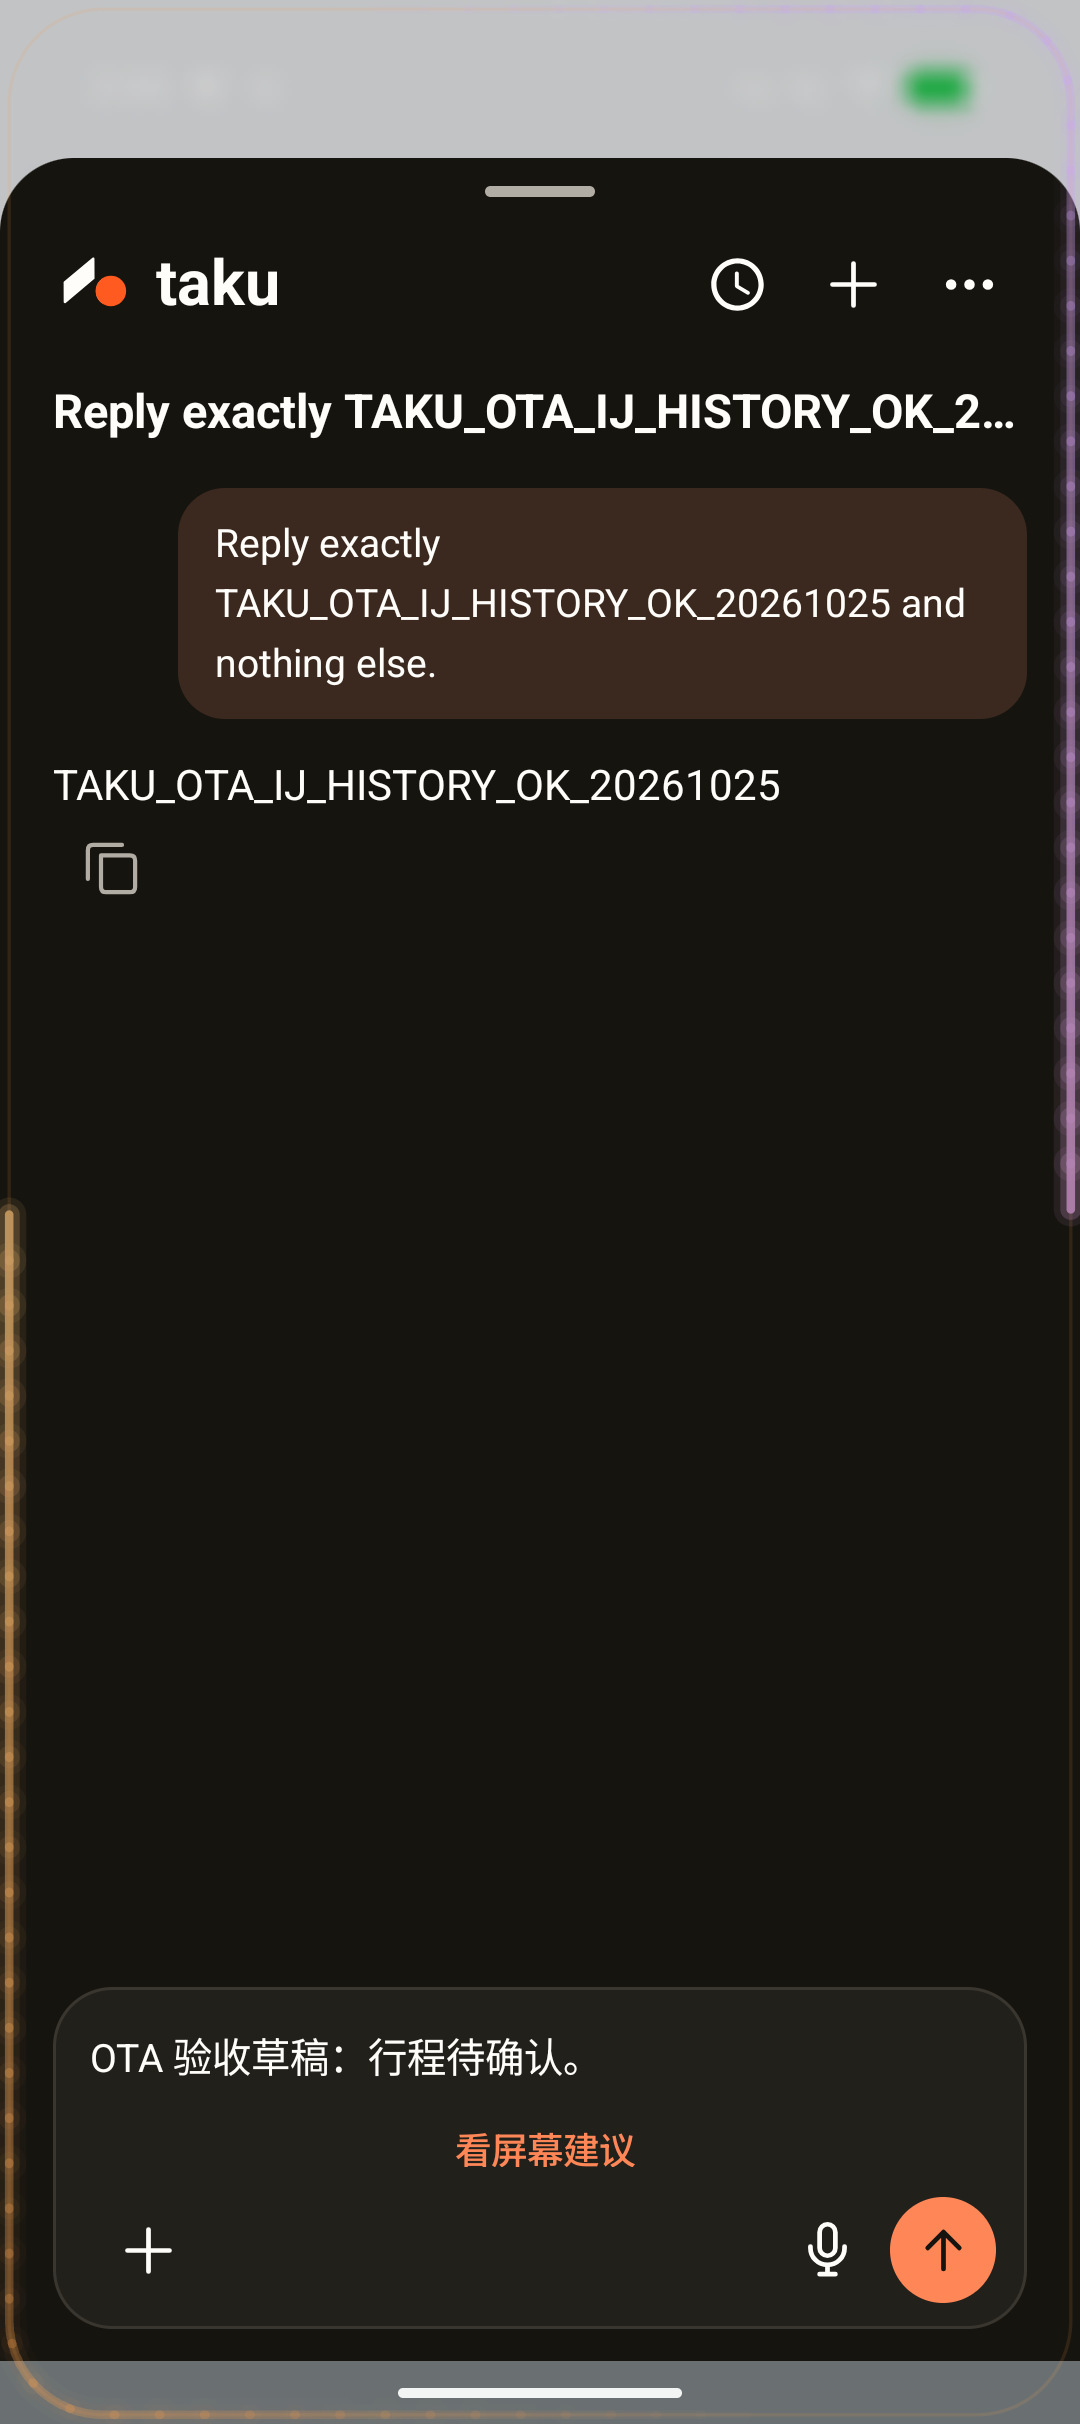 taku
Reply exactly TAKU_OTA_IJ_HISTORY_OK_2...
Reply exactly
TAKU_OTA_IJ_HISTORY_OK_20261025 and
nothing else.
TAKU_OTA_IJ_HISTORY_OK_20261025
OTA 验收草稿：行程待确认。
看屏幕建议